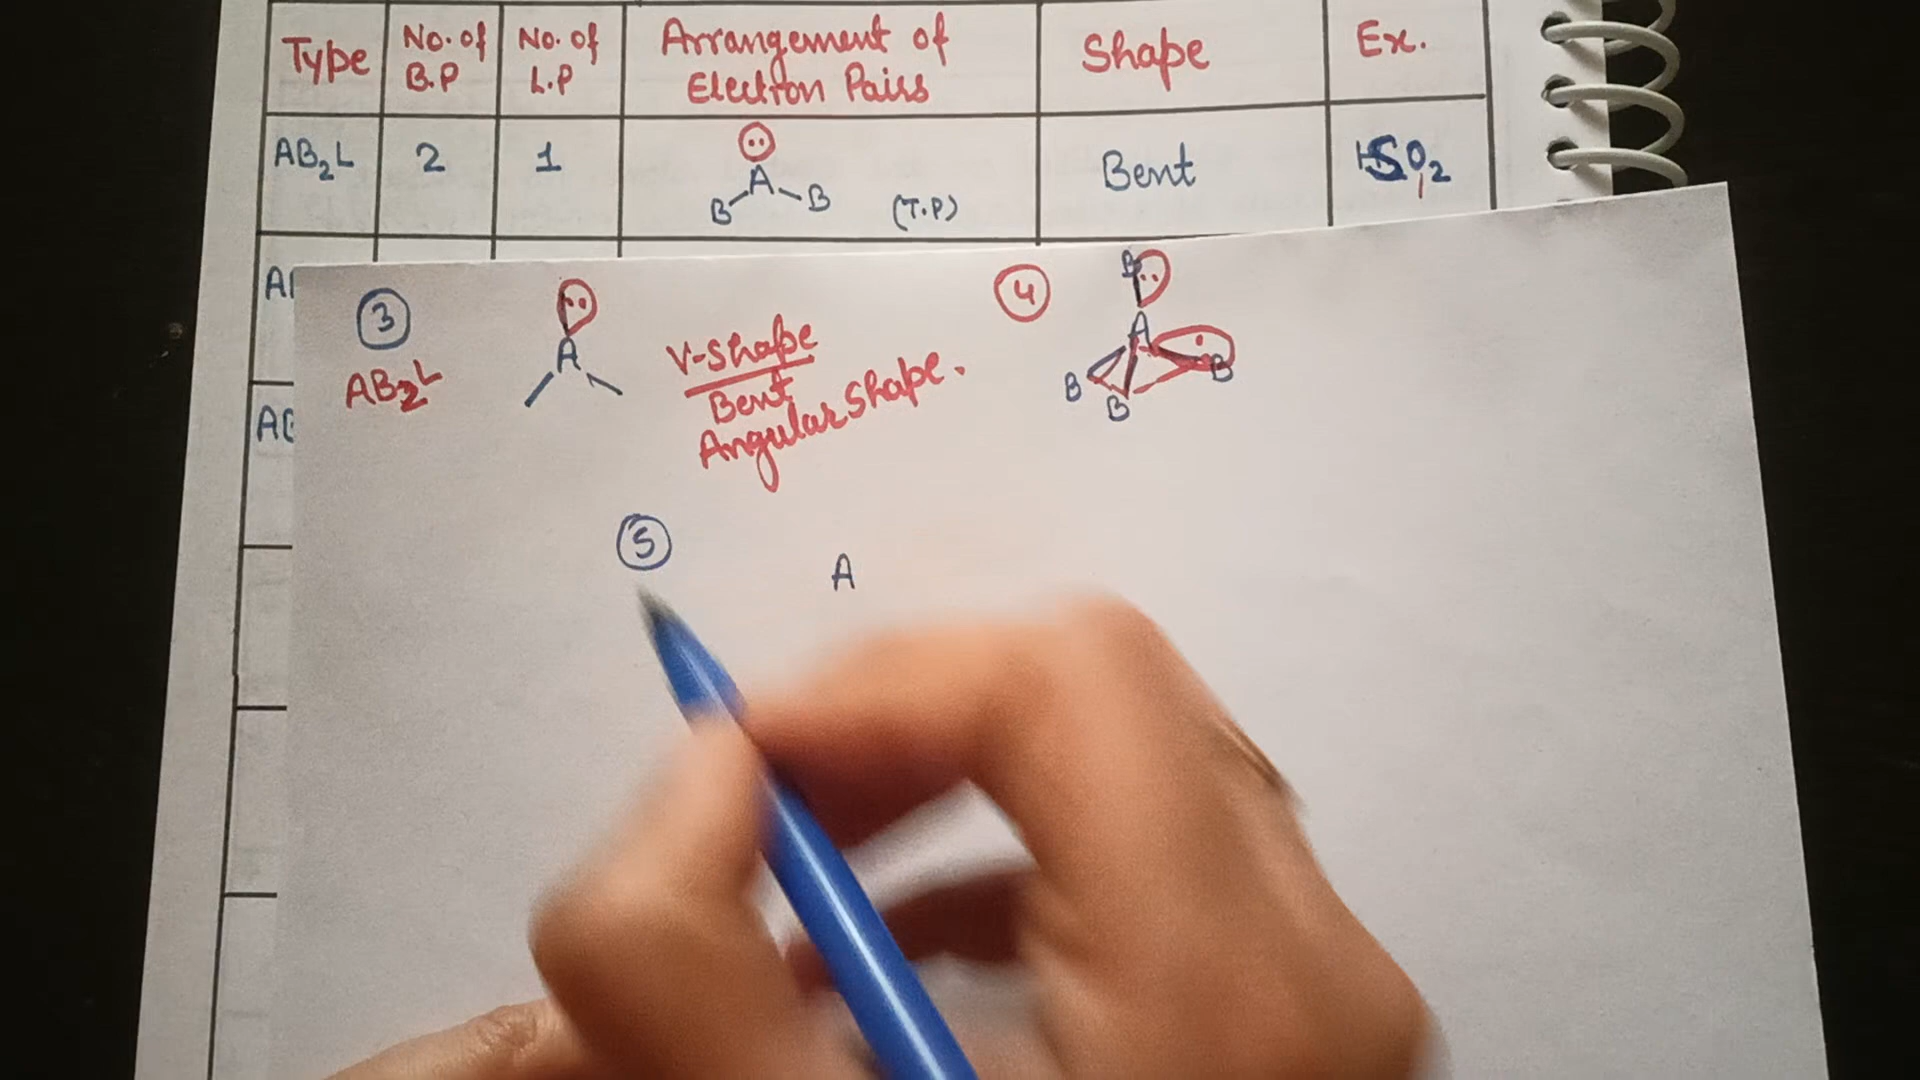 Type
No. of
B.P
No. of
L.P
Arrangement of
Electron Pairs
Shape
Ex.
AB₂L
2
1
A
B
B
(T.P)
Bent
SO₂
3
AB₂L
A
V-Shape
Bent
Angular Shape.
4
B
A
B
B
B
5
A